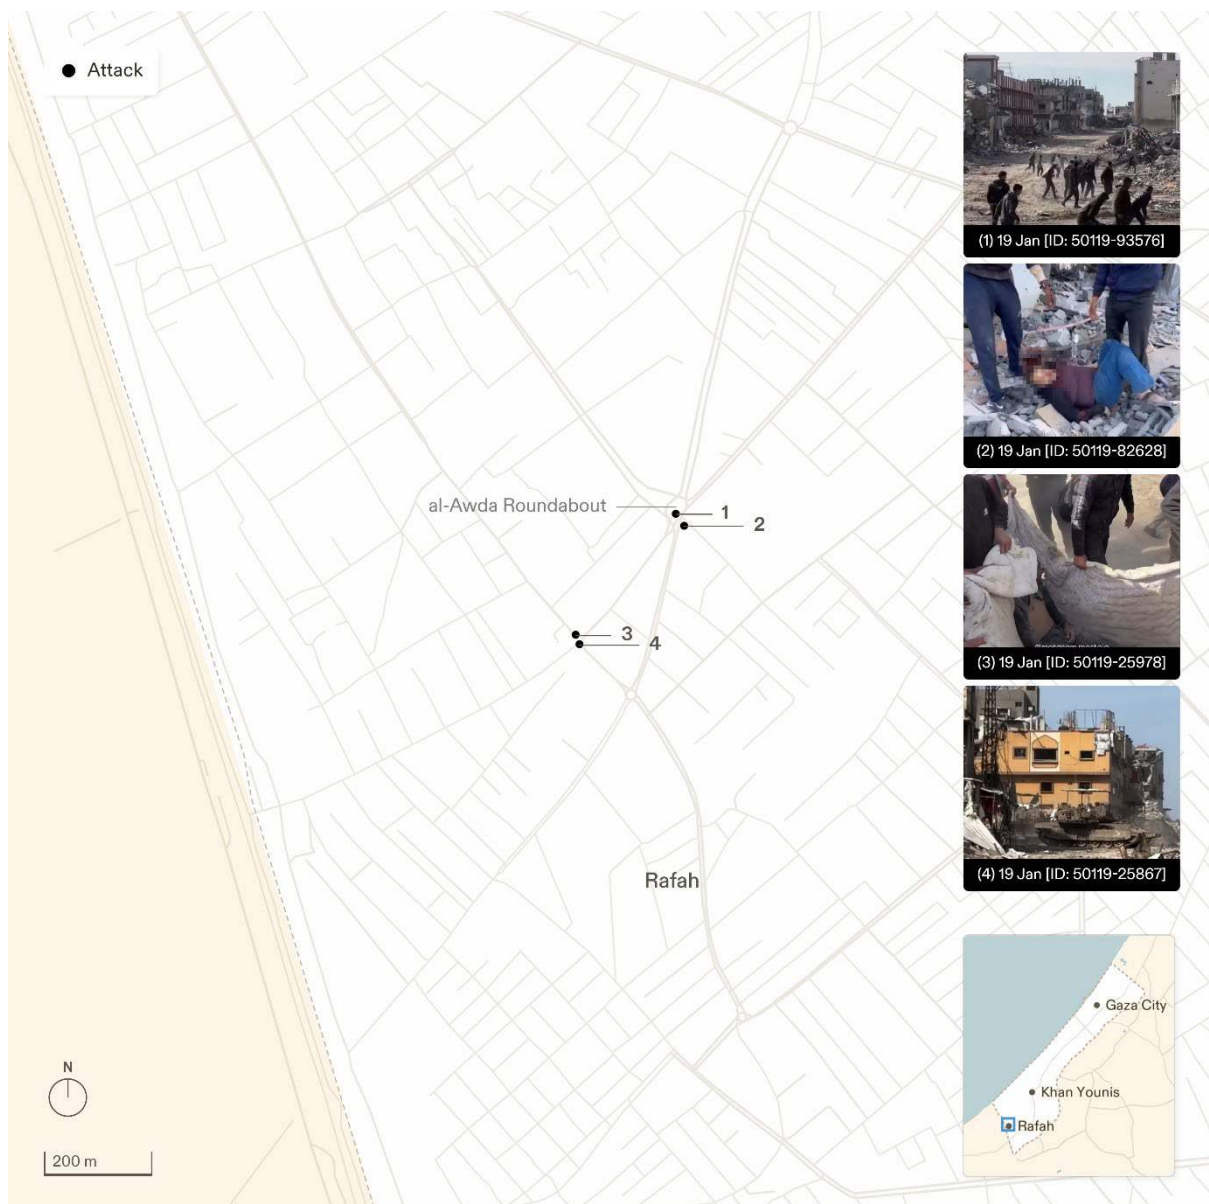 Attack
(1) 19 Jan [ID: 50119-93576]
(2) 19 Jan [ID: 50119-82628]
al-Awda Roundabout
1
2
3
4
(3) 19 Jan [ID: 50119-25978]
(4) 19 Jan [ID: 50119-25867]
Rafah
Gaza City
Khan Younis
Rafah
N
200 m